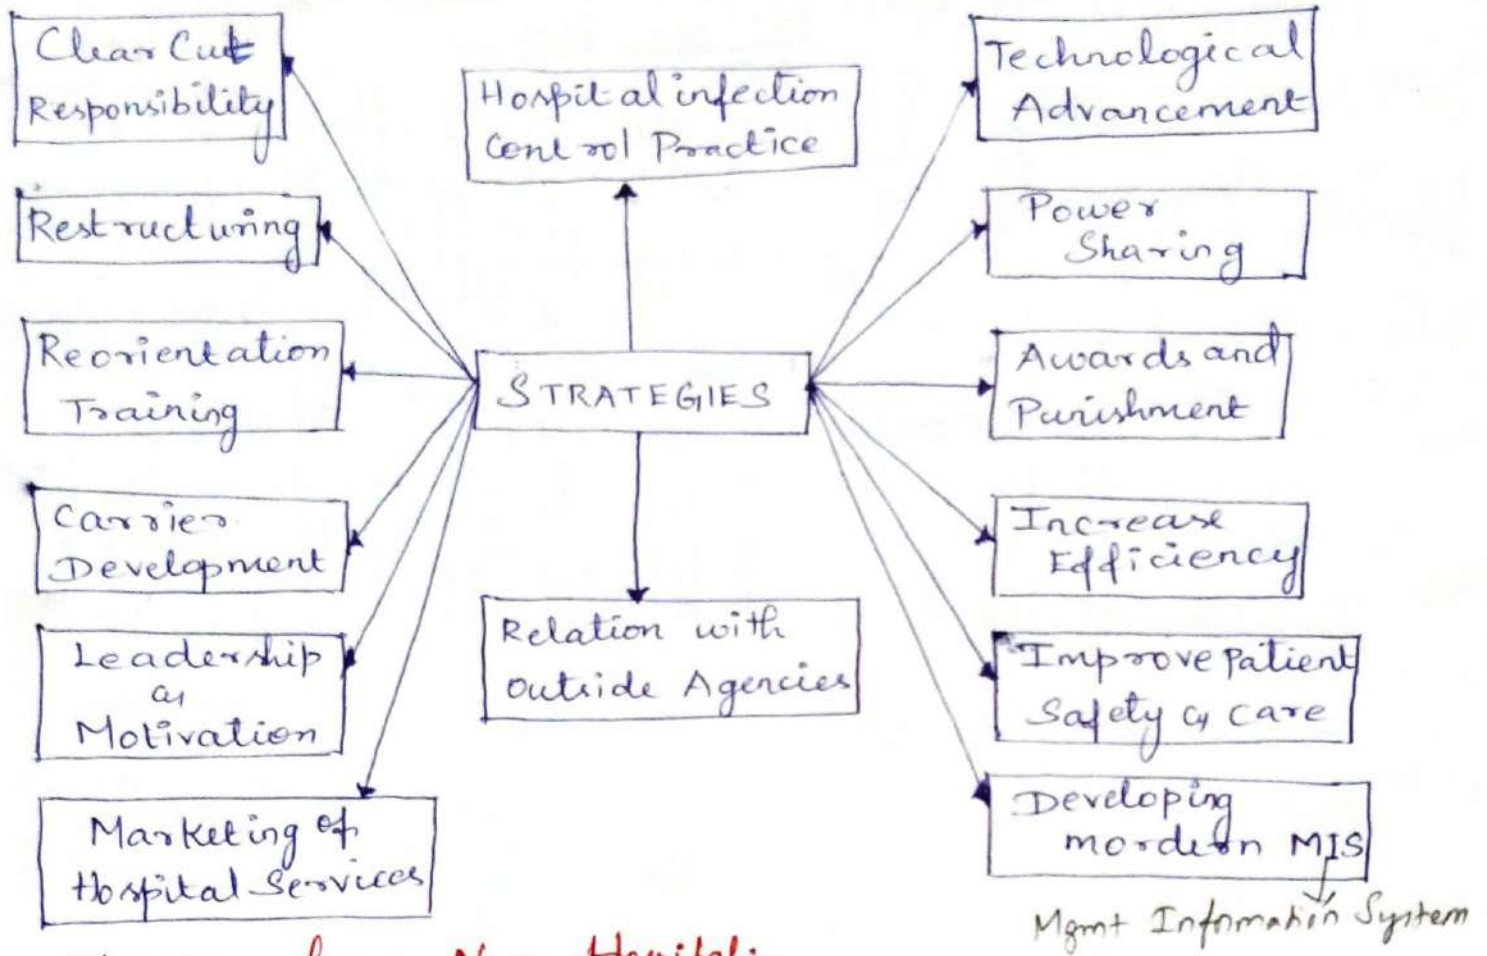 Clear Cut
Responsibility
Restructuring
Reorientation
Training
Carrier
Development
Leadership
&
Motivation
Marketing of
Hospital Services
Hospital infection
Control Practice
STRATEGIES
Relation with
Outside Agencies
Technological
Advancement
Power
Sharing
Awards and
Punishment
Increase
Efficiency
Improve Patient
Safety & Care
Developing
mordern MIS
Mgmt Information System